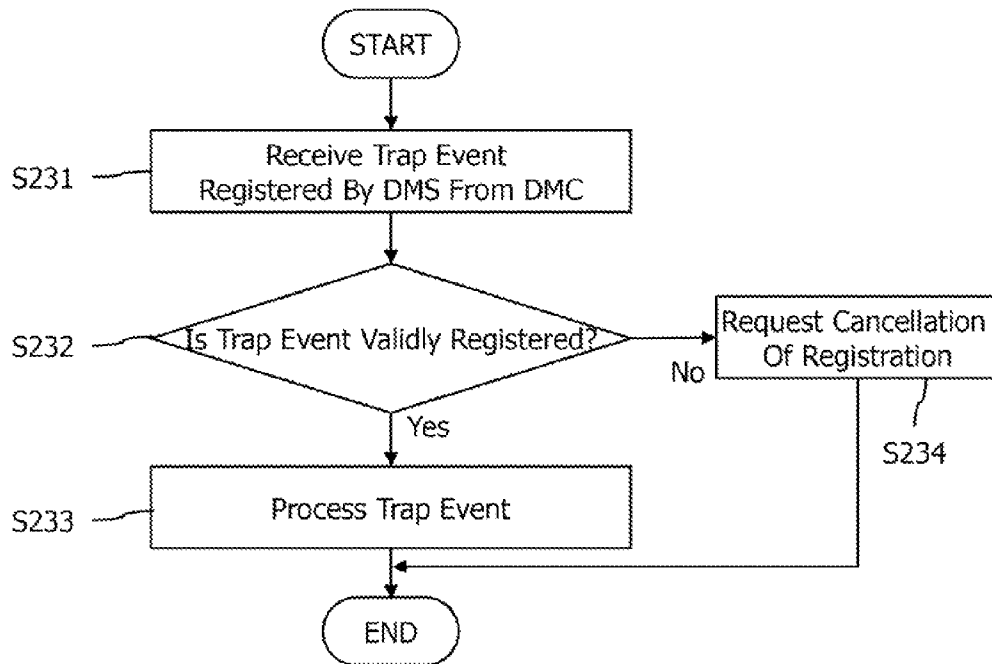 START
S231
Receive Trap Event
Registered By DMS From DMC
S232
Is Trap Event Validly Registered?
No
Request Cancellation
Of Registration
S234
Yes
S233
Process Trap Event
END